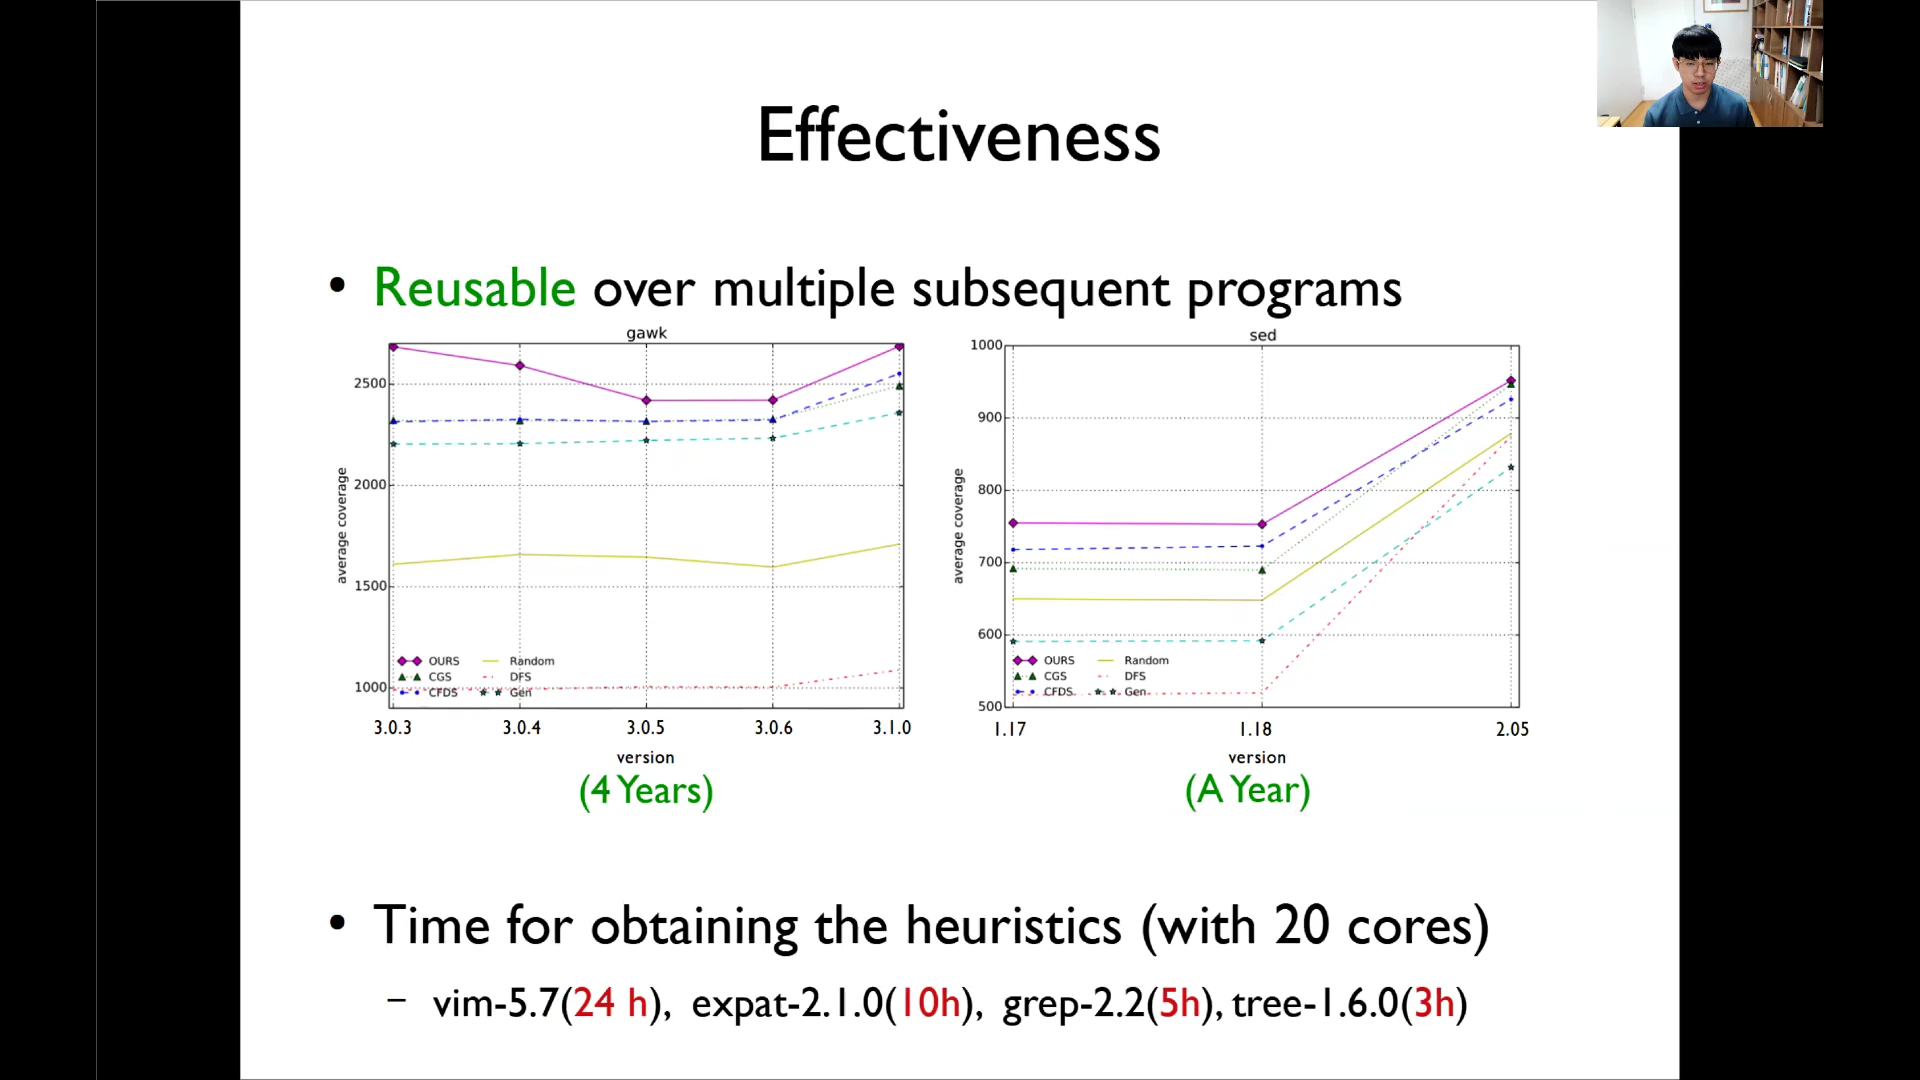 Effectiveness
• Reusable over multiple subsequent programs
gawk
2500
2000
1500
1000
average coverage
OURS
CGS
CFDS
Random
DFS
Gen
3.0.3 3.0.4 3.0.5 3.0.6 3.1.0
version
(4 Years)
sed
1000
900
800
700
600
500
average coverage
OURS
CGS
CFDS
Random
DFS
Gen
1.17 1.18 2.05
version
(A Year)
• Time for obtaining the heuristics (with 20 cores)
– vim-5.7(24 h), expat-2.1.0(10h), grep-2.2(5h), tree-1.6.0(3h)